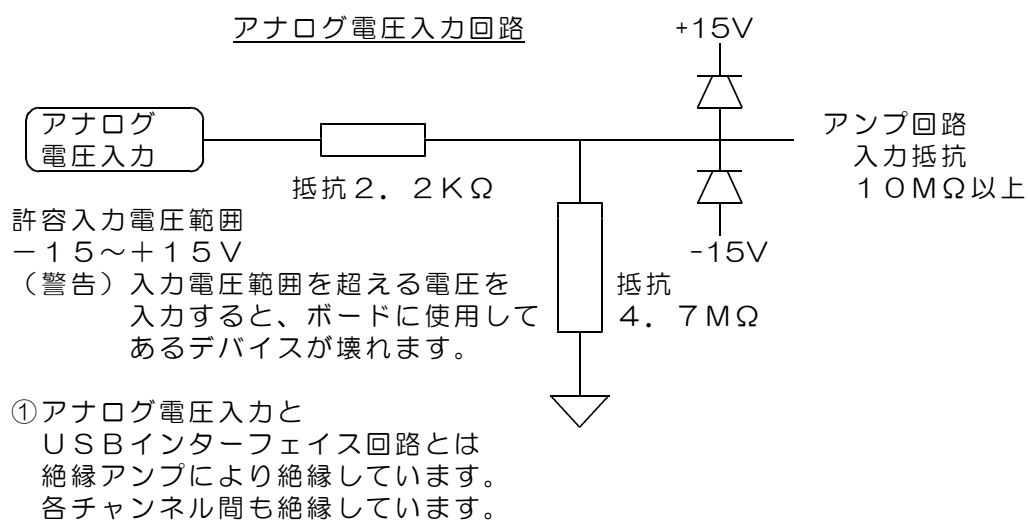 アナログ電圧入力回路
+15V
アナログ
電圧入力
アンプ回路
入力抵抗
１０ＭΩ以上
抵抗２．２ＫΩ
許容入力電圧範囲
－１５～＋１５Ｖ
-15V
（警告）入力電圧範囲を超える電圧を
入力すると、ボードに使用して
あるデバイスが壊れます。
抵抗
４．７ＭΩ
①アナログ電圧入力と
ＵＳＢインターフェイス回路とは
絶縁アンプにより絶縁しています。
各チャンネル間も絶縁しています。